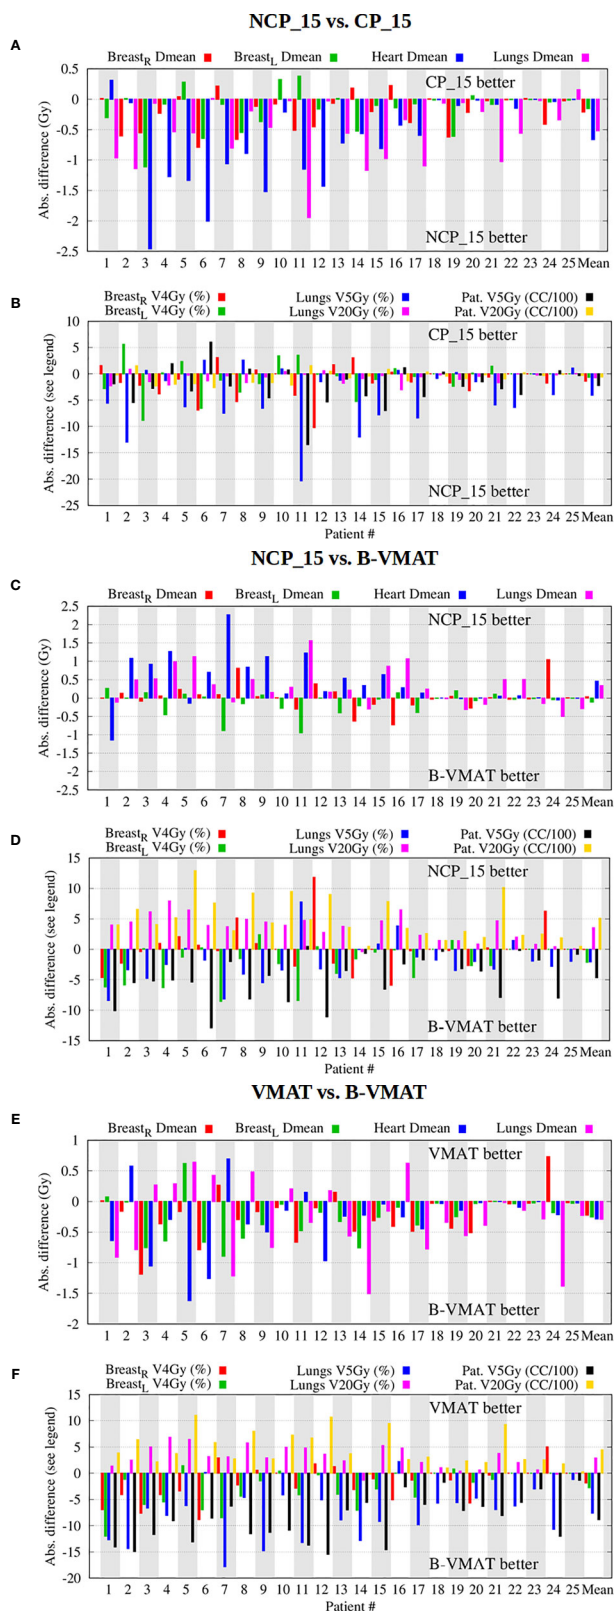 NCP_15 vs. CP_15
A
Breast_R Dmean Breast_L Dmean Heart Dmean Lungs Dmean
CP_15 better
0.5
0
-0.5
-1
-1.5
-2
-2.5
Abs. difference (Gy)
NCP_15 better
1 2 3 4 5 6 7 8 9 10 11 12 13 14 15 16 17 18 19 20 21 22 23 24 25 Mean
B
Breast_R V4Gy (%) Lungs V5Gy (%) Pat. V5Gy (CC/100)
Breast_L V4Gy (%) Lungs V20Gy (%) Pat. V20Gy (CC/100)
CP_15 better
10
5
0
-5
-10
-15
-20
-25
Abs. difference (see legend)
NCP_15 better
1 2 3 4 5 6 7 8 9 10 11 12 13 14 15 16 17 18 19 20 21 22 23 24 25 Mean
Patient #
NCP_15 vs. B-VMAT
C
Breast_R Dmean Breast_L Dmean Heart Dmean Lungs Dmean
NCP_15 better
2.5
2
1.5
1
0.5
0
-0.5
-1
-1.5
-2
-2.5
Abs. difference (Gy)
B-VMAT better
1 2 3 4 5 6 7 8 9 10 11 12 13 14 15 16 17 18 19 20 21 22 23 24 25 Mean
D
Breast_R V4Gy (%) Lungs V5Gy (%) Pat. V5Gy (CC/100)
Breast_L V4Gy (%) Lungs V20Gy (%) Pat. V20Gy (CC/100)
NCP_15 better
15
10
5
0
-5
-10
-15
Abs. difference (see legend)
B-VMAT better
1 2 3 4 5 6 7 8 9 10 11 12 13 14 15 16 17 18 19 20 21 22 23 24 25 Mean
Patient #
VMAT vs. B-VMAT
E
Breast_R Dmean Breast_L Dmean Heart Dmean Lungs Dmean
VMAT better
1
0.5
0
-0.5
-1
-1.5
-2
Abs. difference (Gy)
B-VMAT better
1 2 3 4 5 6 7 8 9 10 11 12 13 14 15 16 17 18 19 20 21 22 23 24 25 Mean
F
Breast_R V4Gy (%) Lungs V5Gy (%) Pat. V5Gy (CC/100)
Breast_L V4Gy (%) Lungs V20Gy (%) Pat. V20Gy (CC/100)
VMAT better
15
10
5
0
-5
-10
-15
-20
Abs. difference (see legend)
B-VMAT better
1 2 3 4 5 6 7 8 9 10 11 12 13 14 15 16 17 18 19 20 21 22 23 24 25 Mean
Patient #